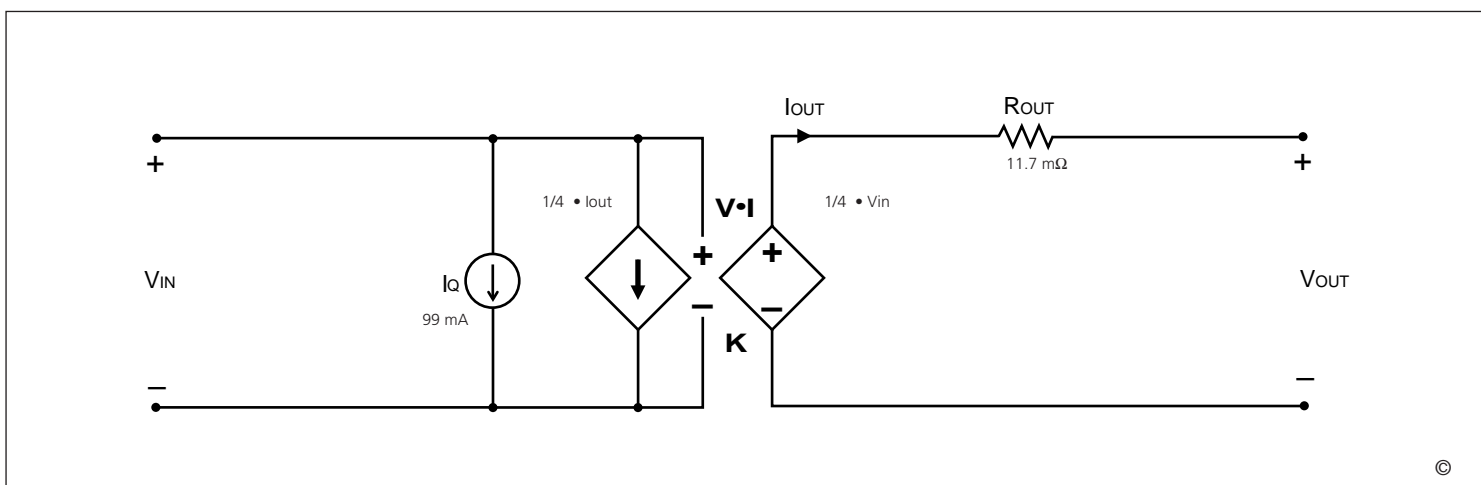 IOUT
ROUT
+
+
11.7 mΩ
1/4 • Iout
V•I
1/4 • Vin
+
+
VIN
IQ
VOUT
–
–
99 mA
K
–
–
©